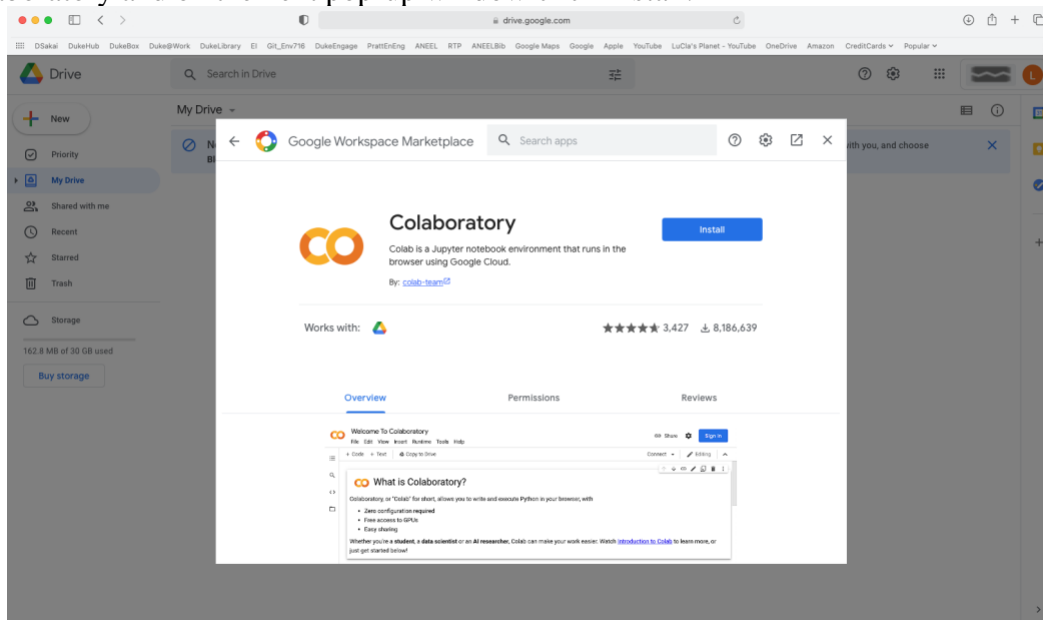 drive.google.com
DSakai DukeHub DukeBox Duke@Work DukeLibrary EI Git_Env716 DukeEngage PrattEnEng ANEEL RTP ANEELBib Google Maps Google Apple YouTube LuCla's Planet - YouTube OneDrive Amazon CreditCards Popular
Drive
Search in Drive
L
New
My Drive
Priority
My Drive
Shared with me
Recent
Starred
Trash
Storage
162.8 MB of 30 GB used
Buy storage
with you, and choose
Google Workspace Marketplace
Search apps
Colaboratory
Install
Colab is a Jupyter notebook environment that runs in the
browser using Google Cloud.
By: colab-team
Works with:
3,427
8,186,639
Overview Permissions Reviews
Welcome To Colaboratory
File Edit View Insert Runtime Tools Help
Share
Sign in
+ Code + Text Copy to Drive
Connect
Editing
What is Colaboratory?
Colaboratory, or "Colab" for short, allows you to write and execute Python in your browser, with
• Zero configuration required
• Free access to GPUs
• Easy sharing
Whether you're a student, a data scientist or an AI researcher, Colab can make your work easier. Watch Introduction to Colab to learn more, or
just get started below!